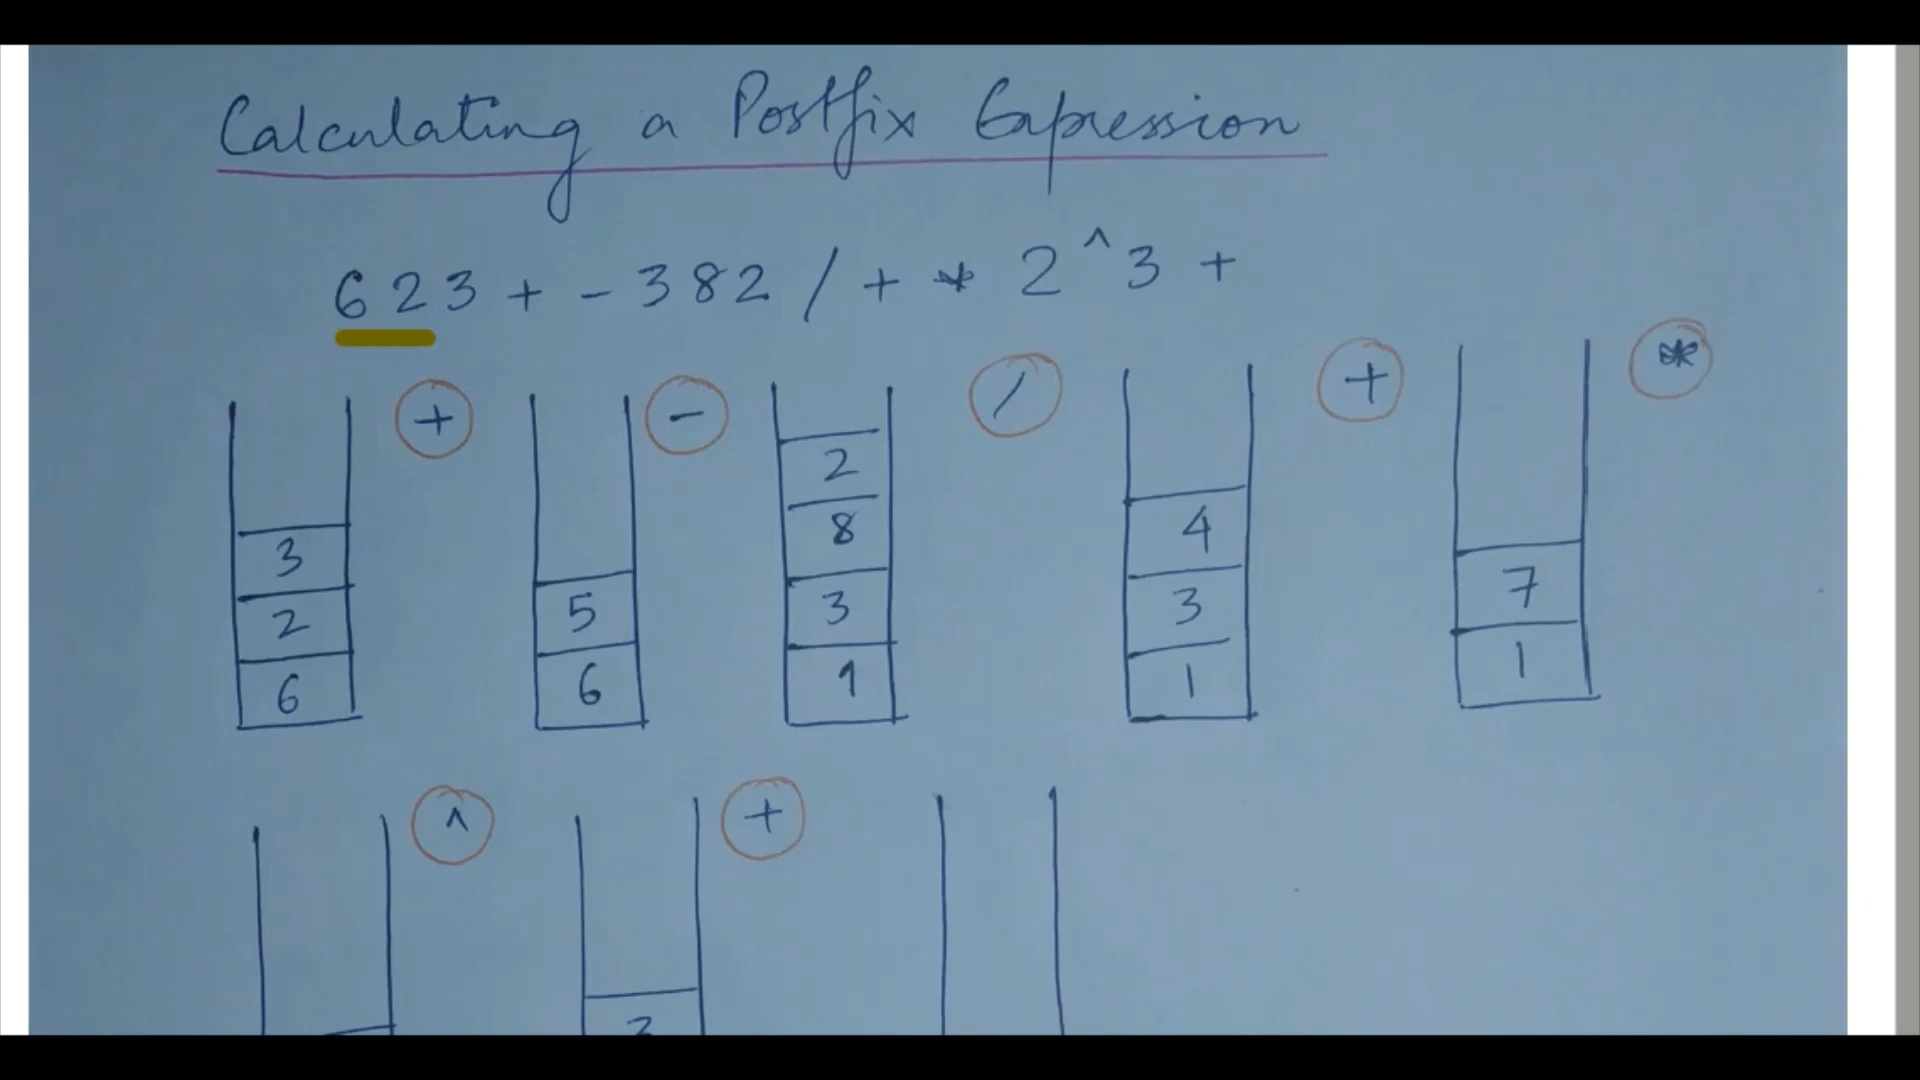 Calculating a Postfix Expression
6 2 3 + - 3 8 2 / + * 2 ^ 3 +
+ - / + *
2
8 4
3 3 7
2 5 3 1
6 6 1 1
^ +
3